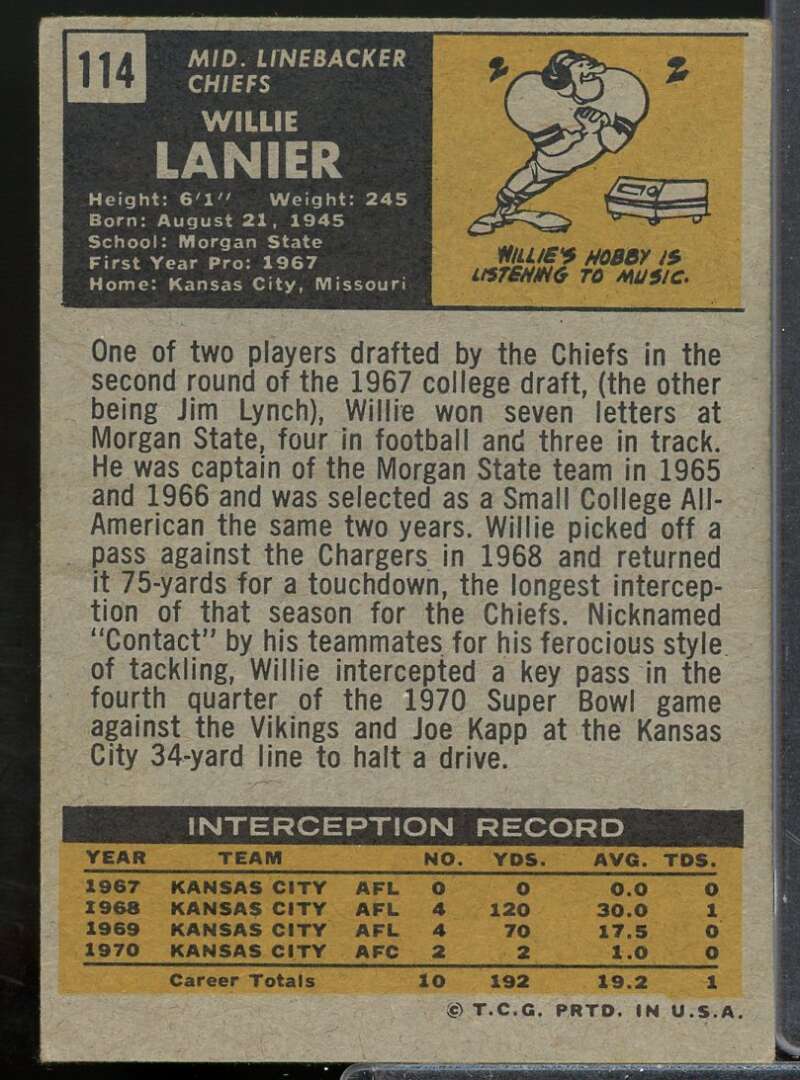 114
MID. LINEBACKER
CHIEFS
WILLIE
LANIER
Height: 6'1" Weight: 245
Born: August 21, 1945
School: Morgan State
First Year Pro: 1967
Home: Kansas City, Missouri
WILLIE'S HOBBY IS
LISTENING TO MUSIC.
One of two players drafted by the Chiefs in the
second round of the 1967 college draft, (the other
being Jim Lynch), Willie won seven letters at
Morgan State, four in football and three in track.
He was captain of the Morgan State team in 1965
and 1966 and was selected as a Small College All-
American the same two years. Willie picked off a
pass against the Chargers in 1968 and returned
it 75-yards for a touchdown, the longest intercep-
tion of that season for the Chiefs. Nicknamed
"Contact" by his teammates for his ferocious style
of tackling, Willie intercepted a key pass in the
fourth quarter of the 1970 Super Bowl game
against the Vikings and Joe Kapp at the Kansas
City 34-yard line to halt a drive.
INTERCEPTION RECORD
YEAR TEAM NO. YDS. AVG. TDS.
1967 KANSAS CITY AFL 0 0 0.0 0
1968 KANSAS CITY AFL 4 120 30.0 1
1969 KANSAS CITY AFL 4 70 17.5 0
1970 KANSAS CITY AFC 2 2 1.0 0
Career Totals 10 192 19.2 1
© T.C.G. PRTD. IN U.S.A.